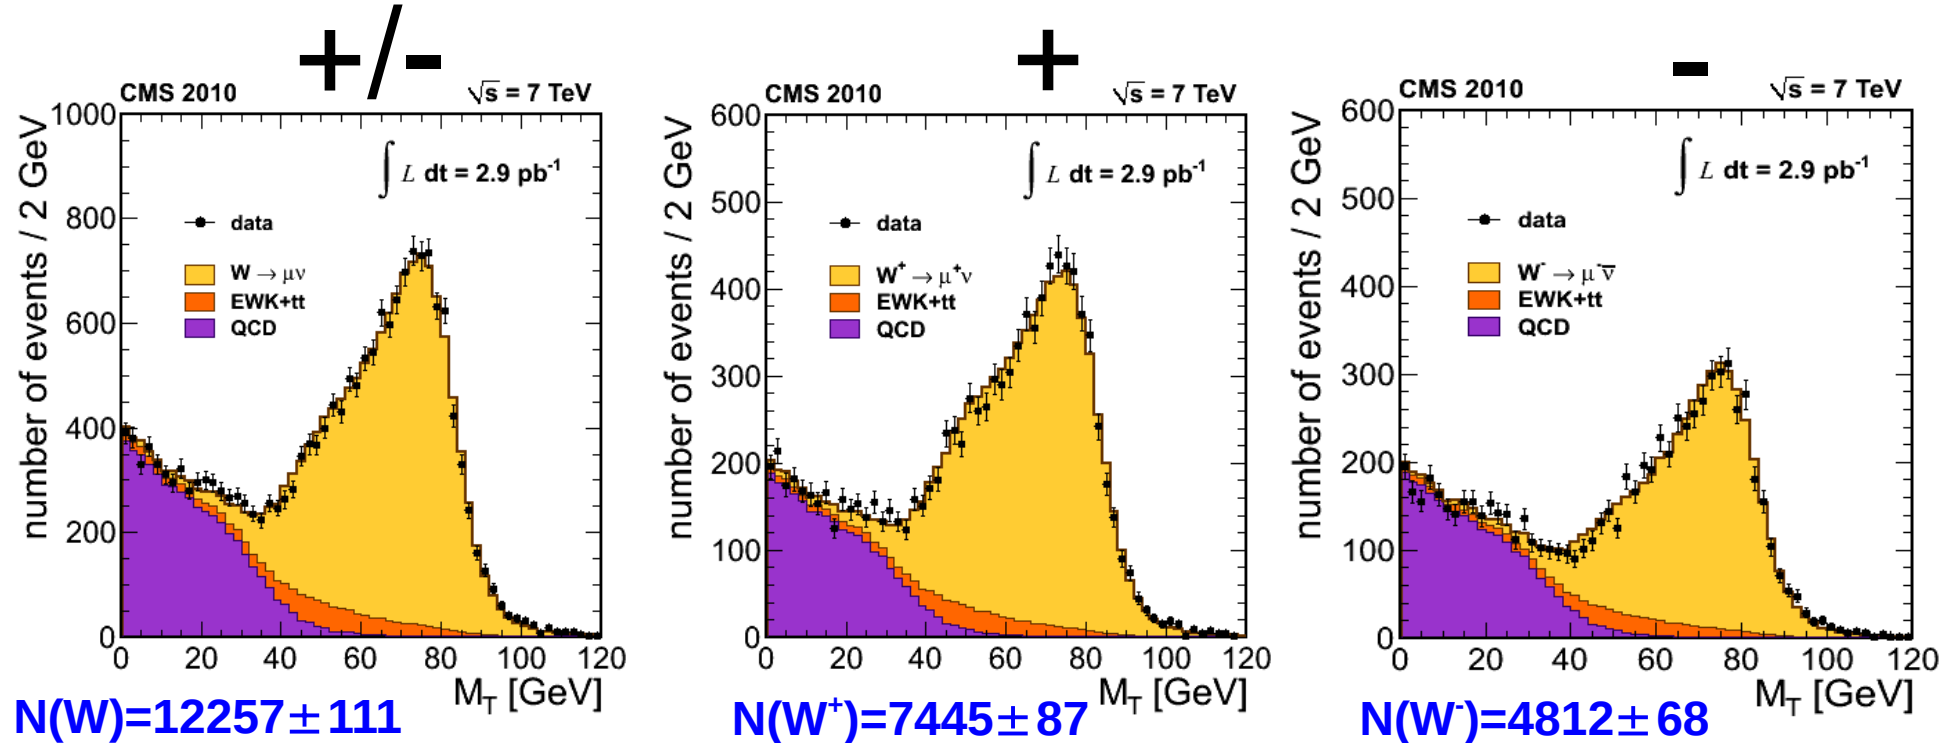 +/-
CMS 2010 √s = 7 TeV
∫ L dt = 2.9 pb⁻¹
data
W → μν
EWK+tt
QCD
number of events / 2 GeV
1000
800
600
400
200
0
0 20 40 60 80 100 120
M_T [GeV]
N(W)=12257±111
+
CMS 2010 √s = 7 TeV
∫ L dt = 2.9 pb⁻¹
data
W⁺ → μ⁺ν
EWK+tt
QCD
number of events / 2 GeV
600
500
400
300
200
100
0
0 20 40 60 80 100 120
M_T [GeV]
N(W⁺)=7445±87
-
CMS 2010 √s = 7 TeV
∫ L dt = 2.9 pb⁻¹
data
W⁻ → μ⁻ν̅
EWK+tt
QCD
number of events / 2 GeV
600
500
400
300
200
100
0
0 20 40 60 80 100 120
M_T [GeV]
N(W⁻)=4812±68